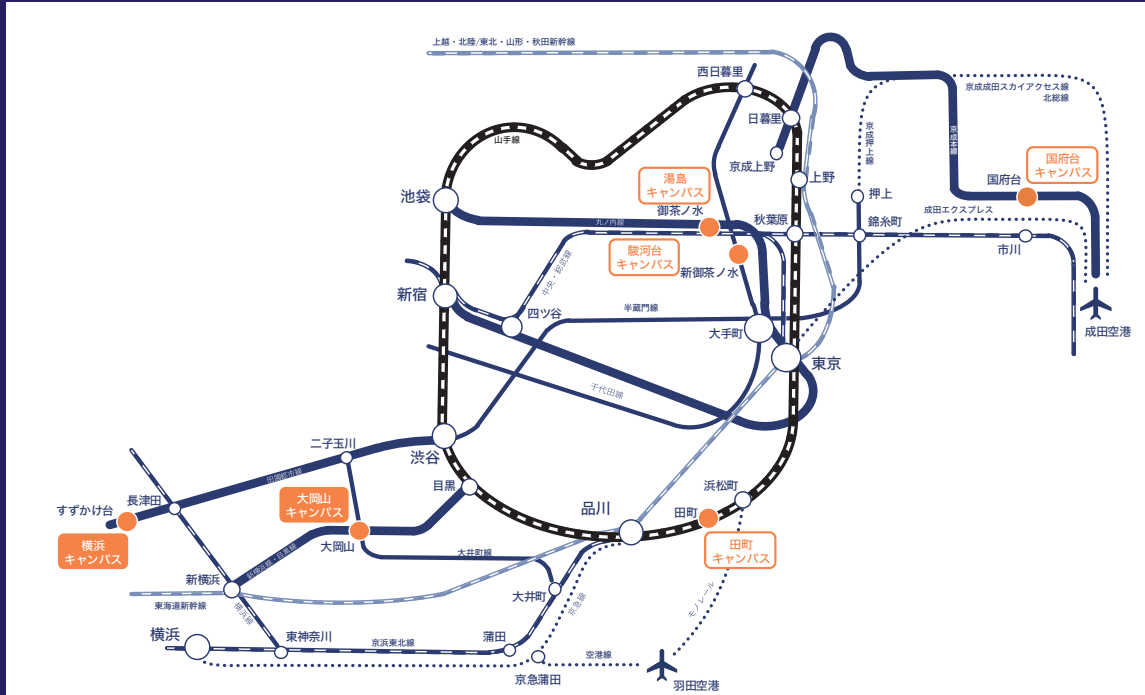 上越・北陸/東北・山形・秋田新幹線
西日暮里
京成成田スカイアクセス線
北総線
日暮里
京成押上線
京成本線
山手線
京成上野
国府台
キャンパス
湯島
キャンパス
上野
国府台
池袋
押上
御茶ノ水
丸ノ内線
秋葉原
錦糸町
成田エクスプレス
市川
駿河台
キャンパス
新御茶ノ水
中央・総武線
新宿
四ツ谷
半蔵門線
大手町
成田空港
東京
千代田線
二子玉川
渋谷
田園都市線
目黒
浜松町
すずかけ台
長津田
大岡山
キャンパス
品川
田町
横浜
キャンパス
大岡山
田町
キャンパス
大井町線
新横浜
東海道新幹線
横浜線
大井町
京急線
モノレール
横浜
東神奈川
京浜東北線
蒲田
空港線
京急蒲田
羽田空港